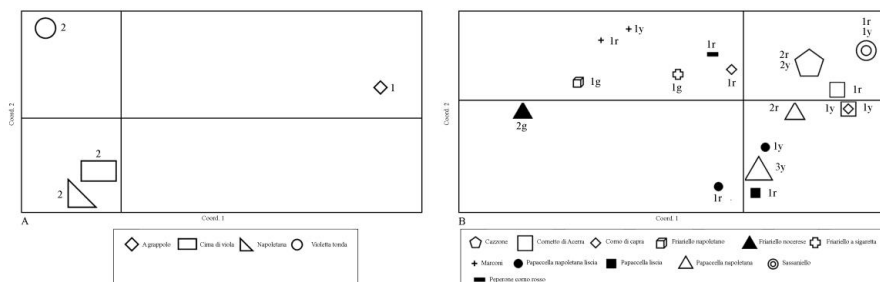 2
1
2
2
Coord. 2
A
Coord. 1
Agrappolo
Cima di viola
Napoletana
Violetta tonda
1r
1y
1y
1r
1r
2r
2y
1g
1g
1r
1r
2g
2r
1y
1y
1y
3y
1r
1r
Coord. 2
B
Coord. 1
Cazzone
Cornetto di Acerra
Corno di capra
Friariello napoletano
Friariello nocerese
Friariello a sigaretta
Marconi
Papaccella napoletana liscia
Papaccella liscia
Papaccella napoletana
Sassaniello
Peperone corno rosso